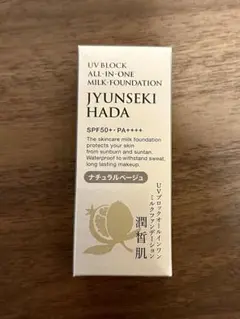 UV BLOCK
ALL-IN-ONE
MILK-FOUNDATION
JYUNSEKI
HADA
SPF50+・PA++++
The skincare milk foundation
protects your skin
from sunburn and suntan.
Waterproof to withstand sweat,
long lasting makeup.
ナチュラルベージュ
UVブロックオールインワン
ミルクファンデーション
潤皙肌